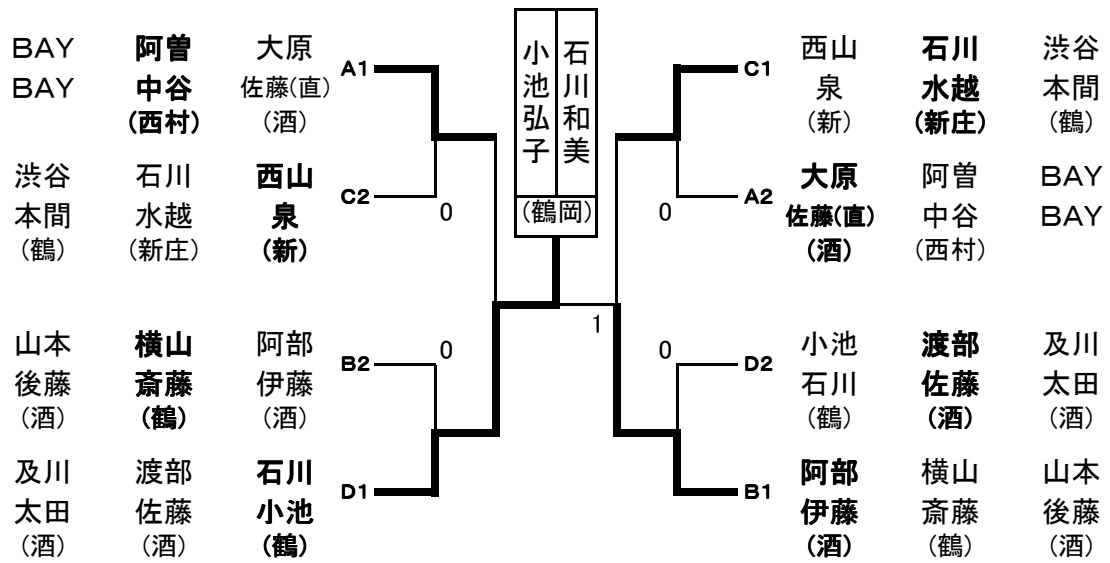 小池弘子
石川和美
(鶴岡)
BAY 阿曽 大原
BAY 中谷 佐藤(直)
(西村) (酒)
A1
渋谷 石川 西山
本間 水越 泉
(鶴) (新庄) (新)
C2
0
山本 横山 阿部
後藤 斎藤 伊藤
(酒) (鶴) (酒)
B2
0
及川 渡部 石川
太田 佐藤 小池
(酒) (酒) (鶴)
D1
1
C1
西山 石川 渋谷
泉 水越 本間
(新) (新庄) (鶴)
0
A2
大原 阿曽 BAY
佐藤(直) 中谷 BAY
(酒) (西村)
0
D2
小池 渡部 及川
石川 佐藤 太田
(鶴) (酒) (酒)
B1
阿部 横山 山本
伊藤 斎藤 後藤
(酒) (鶴) (酒)